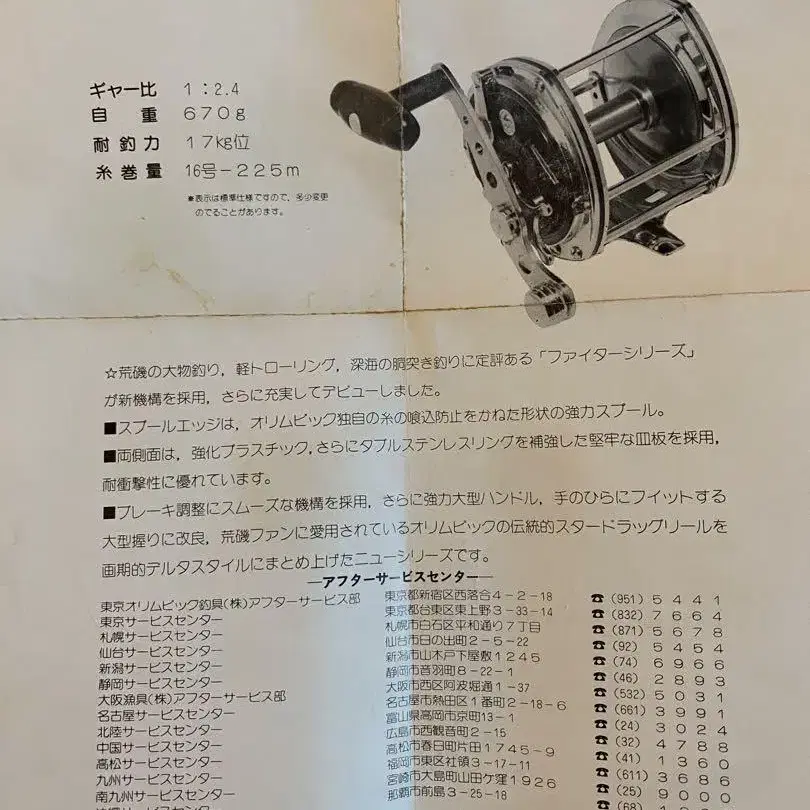 ギャー比 1：2.4
自重 670g
耐釣力 17kg位
糸巻量 16号−225m
※表示は標準仕様ですので、多少変更
のでることがあります。
☆荒磯の大物釣り，軽トローリング，深海の胴突き釣りに定評ある「ファイターシリーズ」
が新機構を採用，さらに充実してデビューしました。
■スプールエッジは，オリムピック独自の糸の喰込防止をかねた形状の強力スプール。
■両側面は，強化プラスチック，さらにダブルステンレスリングを補強した堅牢な皿板を採用，
耐衝撃性に優れています。
■ブレーキ調整にスムーズな機構を採用，さらに強力大型ハンドル，手のひらにフィットする
大型握りに改良，荒磯ファンに愛用されているオリムピックの伝統的スタードラッグリールを
画期的デルタスタイルにまとめ上げたニューシリーズです。
―アフターサービスセンター―
東京オリムピック釣具(株)アフターサービス部 東京都新宿区西落合4-2-18 ☎(951)5441
東京サービスセンター 東京都台東区東上野3-33-14 ☎(832)7664
札幌サービスセンター 札幌市白石区平和通り7丁目 ☎(871)5678
仙台サービスセンター 仙台市日の出町2-5-22 ☎(92)5454
新潟サービスセンター 新潟市山木戸下屋敷1245 ☎(74)6966
静岡サービスセンター 静岡市音羽町8-22-1 ☎(46)2893
大阪漁具(株)アフターサービス部 大阪市西区阿波堀通1-37 ☎(532)5031
名古屋サービスセンター 名古屋市熱田区1番町2-18-6 ☎(661)3991
北陸サービスセンター 富山県高岡市京町13-1 ☎(24)3024
中国サービスセンター 広島市西観音町2-15 ☎(32)4788
高松サービスセンター 高松市春日町片田1745-9 ☎(41)1360
九州サービスセンター 福岡市東区社領3-17-11 ☎(611)3686
南九州サービスセンター 宮崎市大島町山田ケ窪1926 ☎(25)9000
サービスセンター 那覇市前島3-25-18 ☎(68)